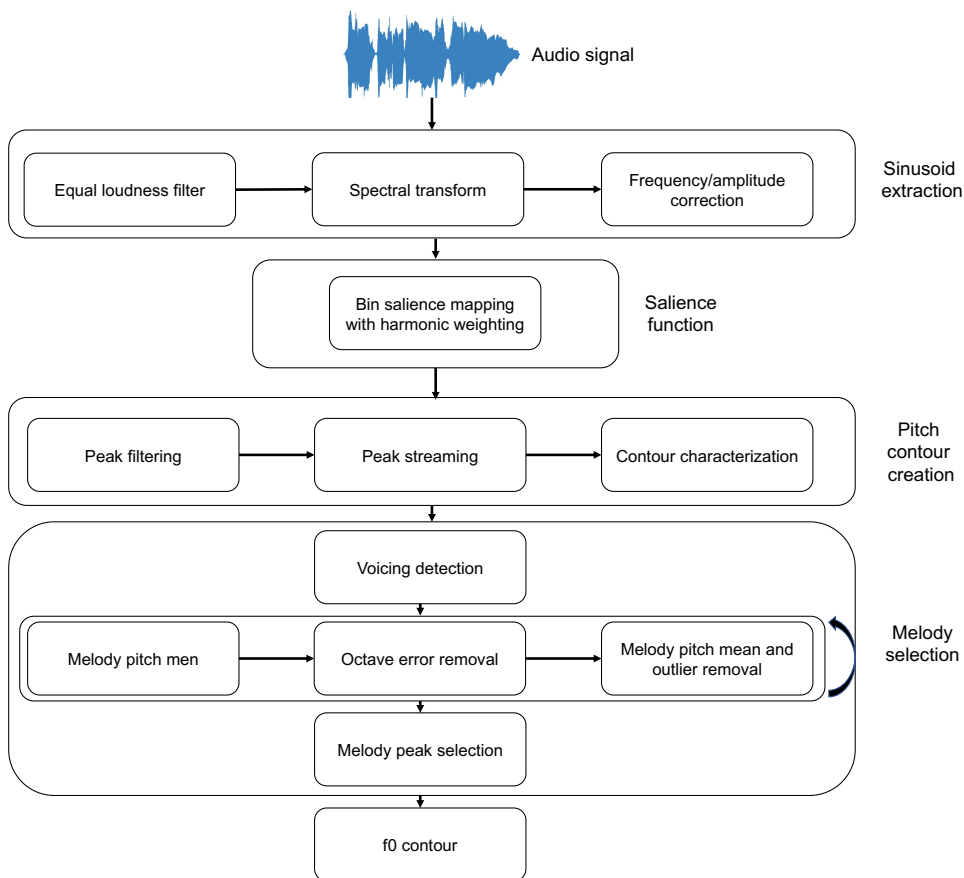 Audio signal
Equal loudness filter
Spectral transform
Frequency/amplitude
correction
Sinusoid
extraction
Bin salience mapping
with harmonic weighting
Salience
function
Peak filtering
Peak streaming
Contour characterization
Pitch
contour
creation
Voicing detection
Melody pitch men
Octave error removal
Melody pitch mean and
outlier removal
Melody
selection
Melody peak selection
f0 contour